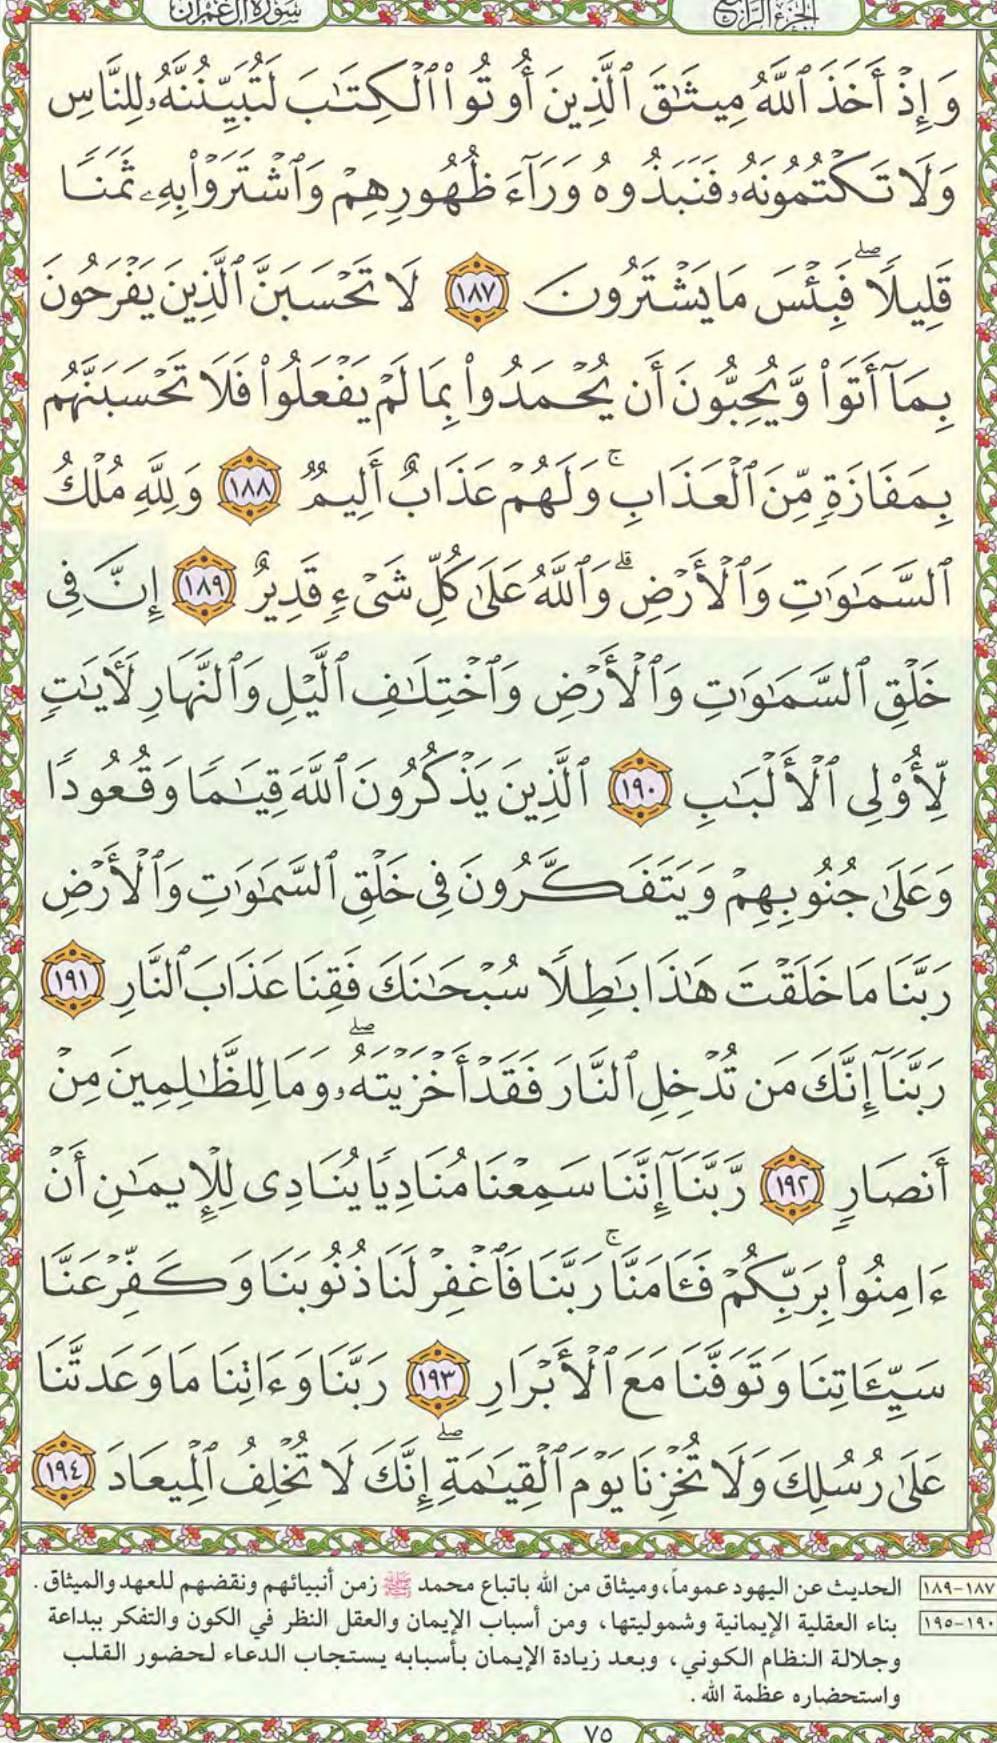 الجزء الرابع
سورة آل عمران
وَإِذْ أَخَذَ ٱللَّهُ مِيثَٰقَ ٱلَّذِينَ أُوتُوا۟ ٱلْكِتَٰبَ لَتُبَيِّنُنَّهُۥ لِلنَّاسِ
وَلَا تَكْتُمُونَهُۥ فَنَبَذُوهُ وَرَآءَ ظُهُورِهِمْ وَٱشْتَرَوْا۟ بِهِۦ ثَمَنًا
قَلِيلًا ۖ فَبِئْسَ مَا يَشْتَرُونَ ١٨٧ لَا تَحْسَبَنَّ ٱلَّذِينَ يَفْرَحُونَ
بِمَآ أَتَوا۟ وَّيُحِبُّونَ أَن يُحْمَدُوا۟ بِمَا لَمْ يَفْعَلُوا۟ فَلَا تَحْسَبَنَّهُم
بِمَفَازَةٍ مِّنَ ٱلْعَذَابِ ۚ وَلَهُمْ عَذَابٌ أَلِيمٌ ١٨٨ وَلِلَّهِ مُلْكُ
ٱلسَّمَٰوَٰتِ وَٱلْأَرْضِ ۗ وَٱللَّهُ عَلَىٰ كُلِّ شَىْءٍ قَدِيرٌ ١٨٩ إِنَّ فِى
خَلْقِ ٱلسَّمَٰوَٰتِ وَٱلْأَرْضِ وَٱخْتِلَٰفِ ٱلَّيْلِ وَٱلنَّهَارِ لَءَايَٰتٍ
لِّأُو۟لِى ٱلْأَلْبَٰبِ ١٩٠ ٱلَّذِينَ يَذْكُرُونَ ٱللَّهَ قِيَٰمًا وَقُعُودًا
وَعَلَىٰ جُنُوبِهِمْ وَيَتَفَكَّرُونَ فِى خَلْقِ ٱلسَّمَٰوَٰتِ وَٱلْأَرْضِ
رَبَّنَا مَا خَلَقْتَ هَٰذَا بَٰطِلًا سُبْحَٰنَكَ فَقِنَا عَذَابَ ٱلنَّارِ ١٩١
رَبَّنَآ إِنَّكَ مَن تُدْخِلِ ٱلنَّارَ فَقَدْ أَخْزَيْتَهُۥ ۖ وَمَا لِلظَّٰلِمِينَ مِنْ
أَنصَارٍ ١٩٢ رَّبَّنَآ إِنَّنَا سَمِعْنَا مُنَادِيًا يُنَادِى لِلْإِيمَٰنِ أَنْ
ءَامِنُوا۟ بِرَبِّكُمْ فَـَٔامَنَّا ۚ رَبَّنَا فَٱغْفِرْ لَنَا ذُنُوبَنَا وَكَفِّرْ عَنَّا
سَيِّـَٔاتِنَا وَتَوَفَّنَا مَعَ ٱلْأَبْرَارِ ١٩٣ رَبَّنَا وَءَاتِنَا مَا وَعَدتَّنَا
عَلَىٰ رُسُلِكَ وَلَا تُخْزِنَا يَوْمَ ٱلْقِيَٰمَةِ ۖ إِنَّكَ لَا تُخْلِفُ ٱلْمِيعَادَ ١٩٤
١٨٧-١٨٩ الحديث عن اليهود عموماً، وميثاق من الله باتباع محمد ﷺ زمن أنبيائهم ونقضهم للعهد والميثاق.
١٩٠-١٩٥ بناء العقلية الإيمانية وشموليتها، ومن أسباب الإيمان والعقل النظر في الكون والتفكر ببداعة
وجلالة النظام الكوني، وبعد زيادة الإيمان بأسبابه يستجاب الدعاء لحضور القلب
واستحضاره عظمة الله.
٧٥